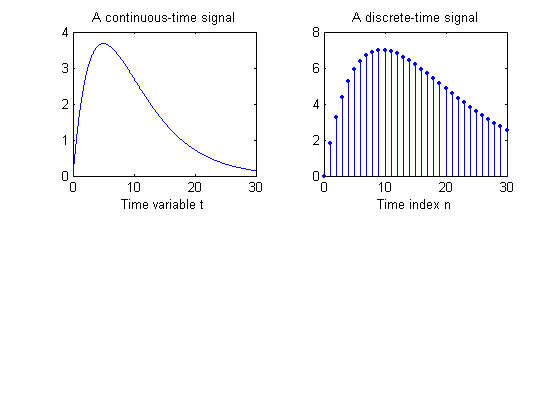 A continuous-time signal
4
3
2
1
0
0 10 20 30
Time variable t
A discrete-time signal
8
6
4
2
0
0 10 20 30
Time index n